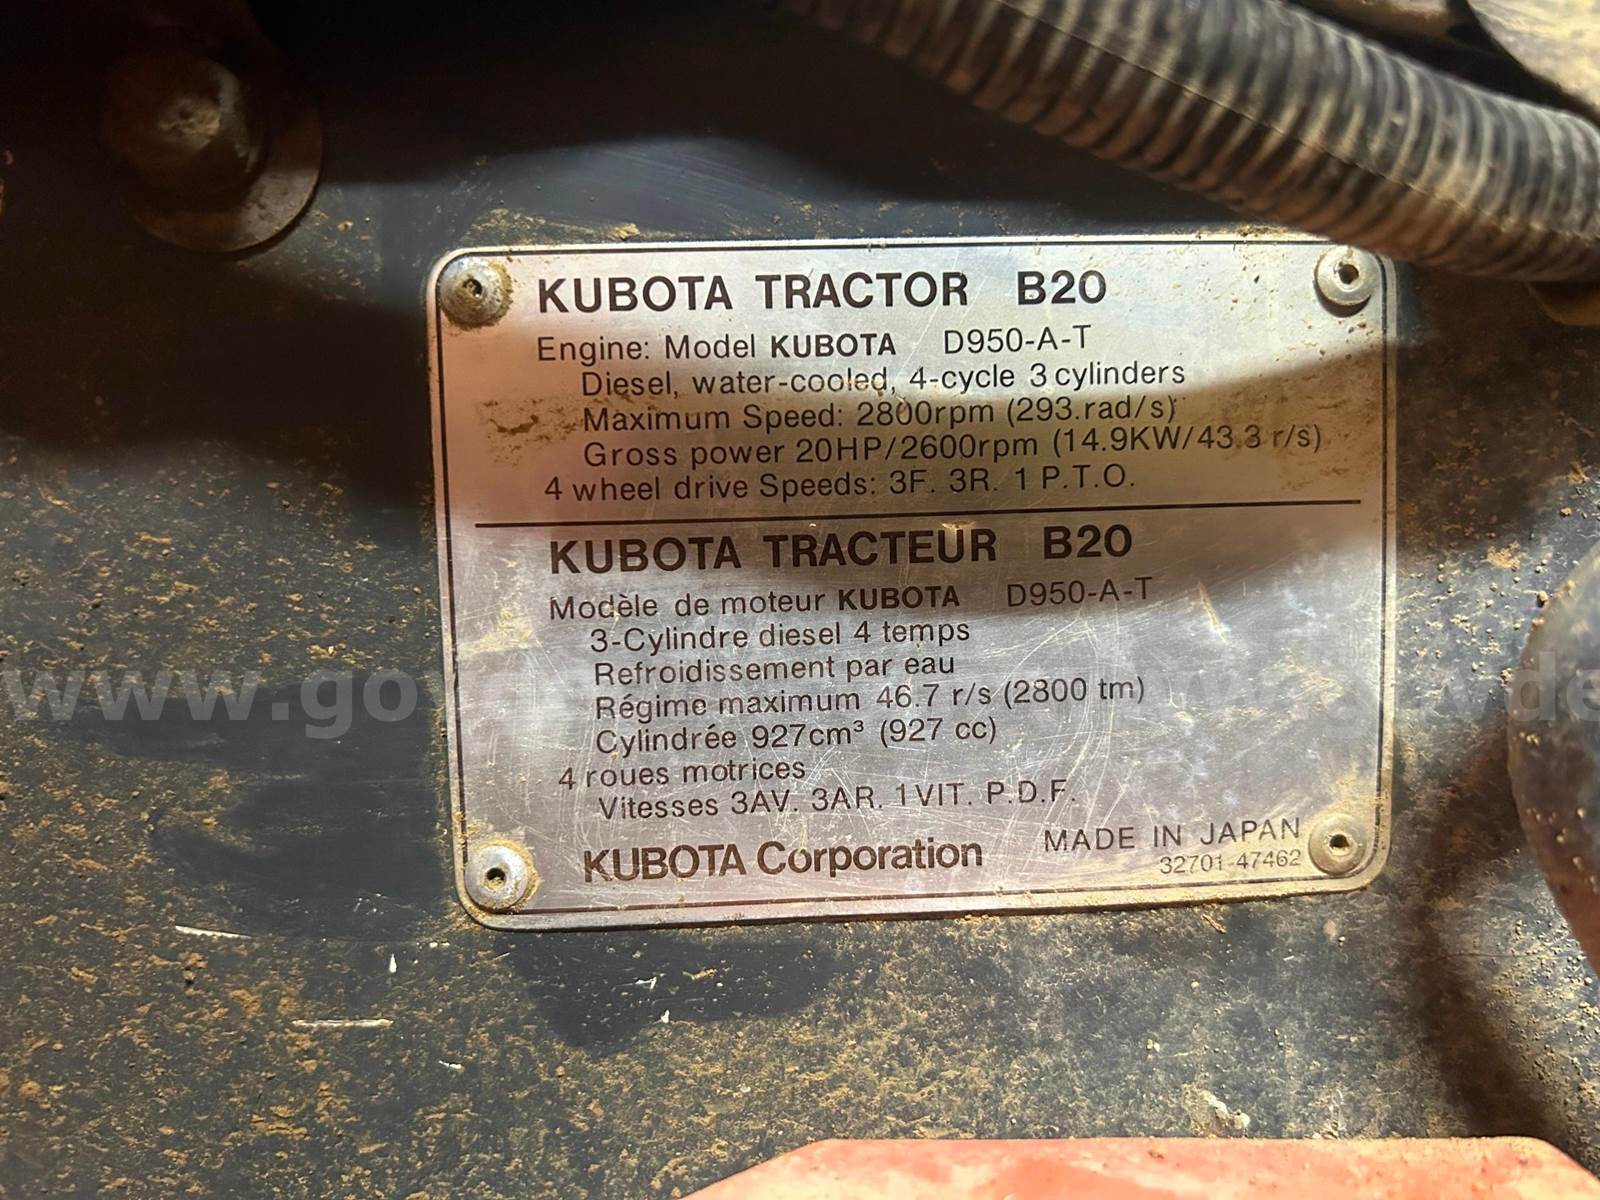 KUBOTA TRACTOR B20
Engine: Model KUBOTA D950-A-T
Diesel, water-cooled, 4-cycle 3 cylinders
Maximum Speed: 2800rpm (293.rad/s)
Gross power 20HP/2600rpm (14.9KW/43.3 r/s)
4 wheel drive Speeds: 3F. 3R. 1 P.T.O.
KUBOTA TRACTEUR B20
Modèle de moteur KUBOTA D950-A-T
3-Cylindre diesel 4 temps
Refroidissement par eau
Régime maximum 46.7 r/s (2800 tm)
Cylindrée 927cm³ (927 cc)
4 roues motrices
Vitesses 3AV. 3AR. 1VIT. P.D.F.
KUBOTA Corporation MADE IN JAPAN
32701-47462